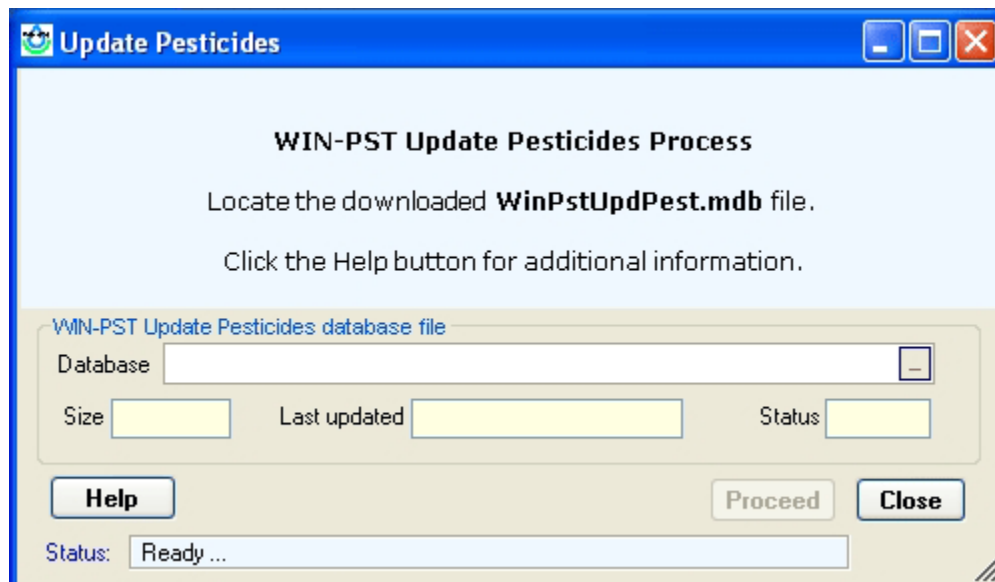 Update Pesticides
WIN-PST Update Pesticides Process
Locate the downloaded WinPstUpdPest.mdb file.
Click the Help button for additional information.
WIN-PST Update Pesticides database file
Database ...
Size Last updated Status
Help Proceed Close
Status: Ready ...